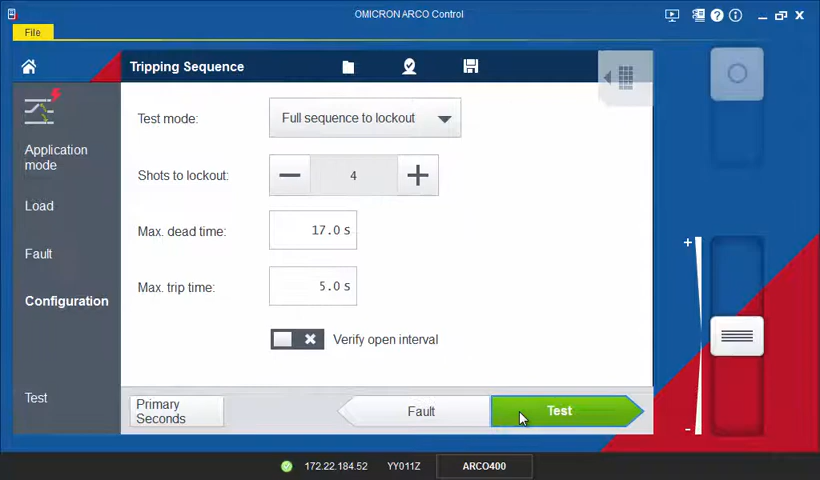 OMICRON ARCO Control
File
Tripping Sequence
Application
mode
Load
Fault
Configuration
Test
Test mode:
Full sequence to lockout
Shots to lockout:
4
Max. dead time:
17.0 s
Max. trip time:
5.0 s
Verify open interval
Primary
Seconds
Fault
Test
+
-
172.22.184.52
YY011Z
ARCO400